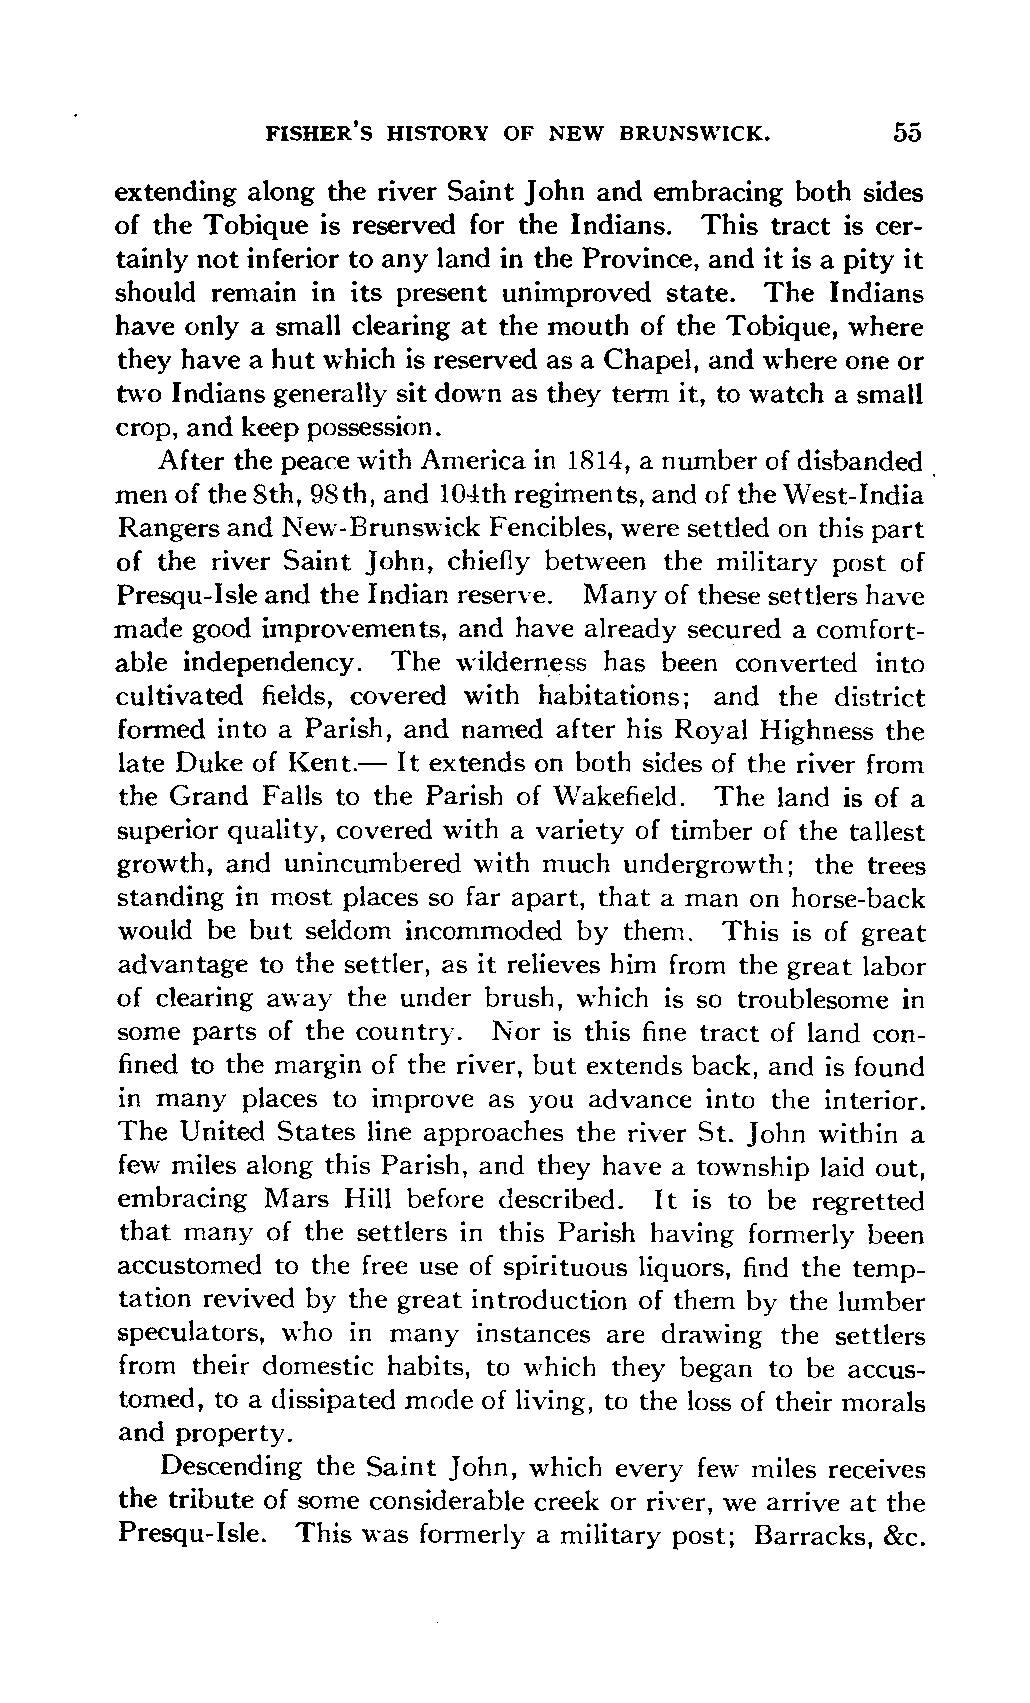 FISHER'S HISTORY OF NEW BRUNSWICK. 55
extending along the river Saint John and embracing both sides
of the Tobique is reserved for the Indians. This tract is cer-
tainly not inferior to any land in the Province, and it is a pity it
should remain in its present unimproved state. The Indians
have only a small clearing at the mouth of the Tobique, where
they have a hut which is reserved as a Chapel, and where one or
two Indians generally sit down as they term it, to watch a small
crop, and keep possession.
After the peace with America in 1814, a number of disbanded
men of the 8th, 98th, and 104th regiments, and of the West-India
Rangers and New-Brunswick Fencibles, were settled on this part
of the river Saint John, chiefly between the military post of
Presqu-Isle and the Indian reserve. Many of these settlers have
made good improvements, and have already secured a comfort-
able independency. The wilderness has been converted into
cultivated fields, covered with habitations; and the district
formed into a Parish, and named after his Royal Highness the
late Duke of Kent.— It extends on both sides of the river from
the Grand Falls to the Parish of Wakefield. The land is of a
superior quality, covered with a variety of timber of the tallest
growth, and unincumbered with much undergrowth; the trees
standing in most places so far apart, that a man on horse-back
would be but seldom incommoded by them. This is of great
advantage to the settler, as it relieves him from the great labor
of clearing away the under brush, which is so troublesome in
some parts of the country. Nor is this fine tract of land con-
fined to the margin of the river, but extends back, and is found
in many places to improve as you advance into the interior.
The United States line approaches the river St. John within a
few miles along this Parish, and they have a township laid out,
embracing Mars Hill before described. It is to be regretted
that many of the settlers in this Parish having formerly been
accustomed to the free use of spirituous liquors, find the temp-
tation revived by the great introduction of them by the lumber
speculators, who in many instances are drawing the settlers
from their domestic habits, to which they began to be accus-
tomed, to a dissipated mode of living, to the loss of their morals
and property.
Descending the Saint John, which every few miles receives
the tribute of some considerable creek or river, we arrive at the
Presqu-Isle. This was formerly a military post; Barracks, &c.